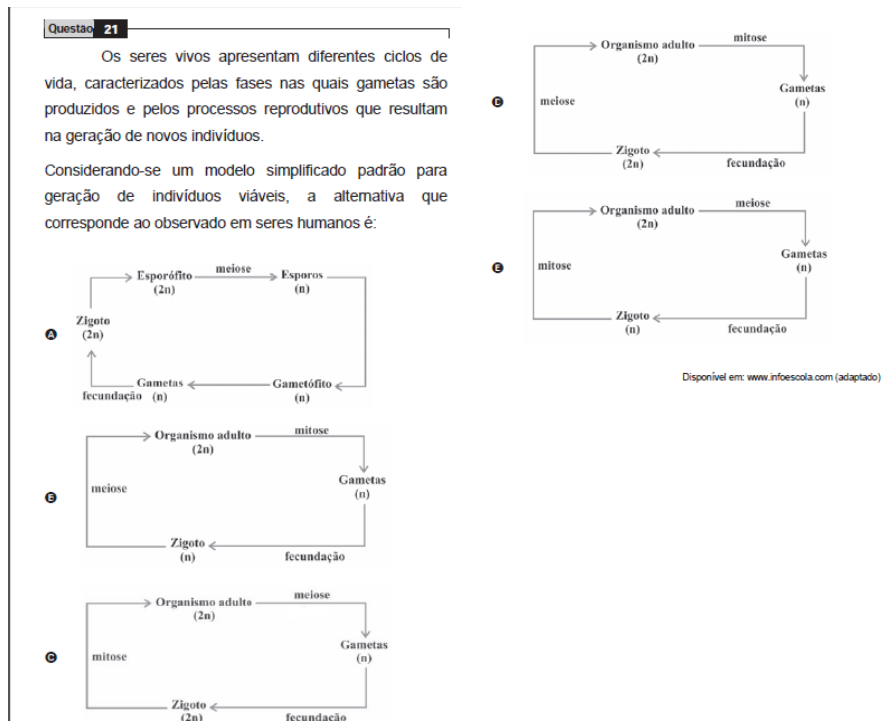 Questão 21
Os seres vivos apresentam diferentes ciclos de
vida, caracterizados pelas fases nas quais gametas são
produzidos e pelos processos reprodutivos que resultam
na geração de novos indivíduos.
Considerando-se um modelo simplificado padrão para
geração de indivíduos viáveis, a alternativa que
corresponde ao observado em seres humanos é:
A
Esporófito
(2n)
meiose
Esporos
(n)
Zigoto
(2n)
Gametas
(n)
fecundação
Gametófito
(n)
Organismo adulto
(2n)
mitose
Gametas
(n)
meiose
Zigoto
(n)
fecundação
C
Organismo adulto
(2n)
meiose
Gametas
(n)
mitose
Zigoto
(2n)
fecundação
Organismo adulto
(2n)
mitose
Gametas
(n)
meiose
Zigoto
(2n)
fecundação
E
Organismo adulto
(2n)
meiose
Gametas
(n)
mitose
Zigoto
(n)
fecundação
Disponível em: www.infoescola.com (adaptado)